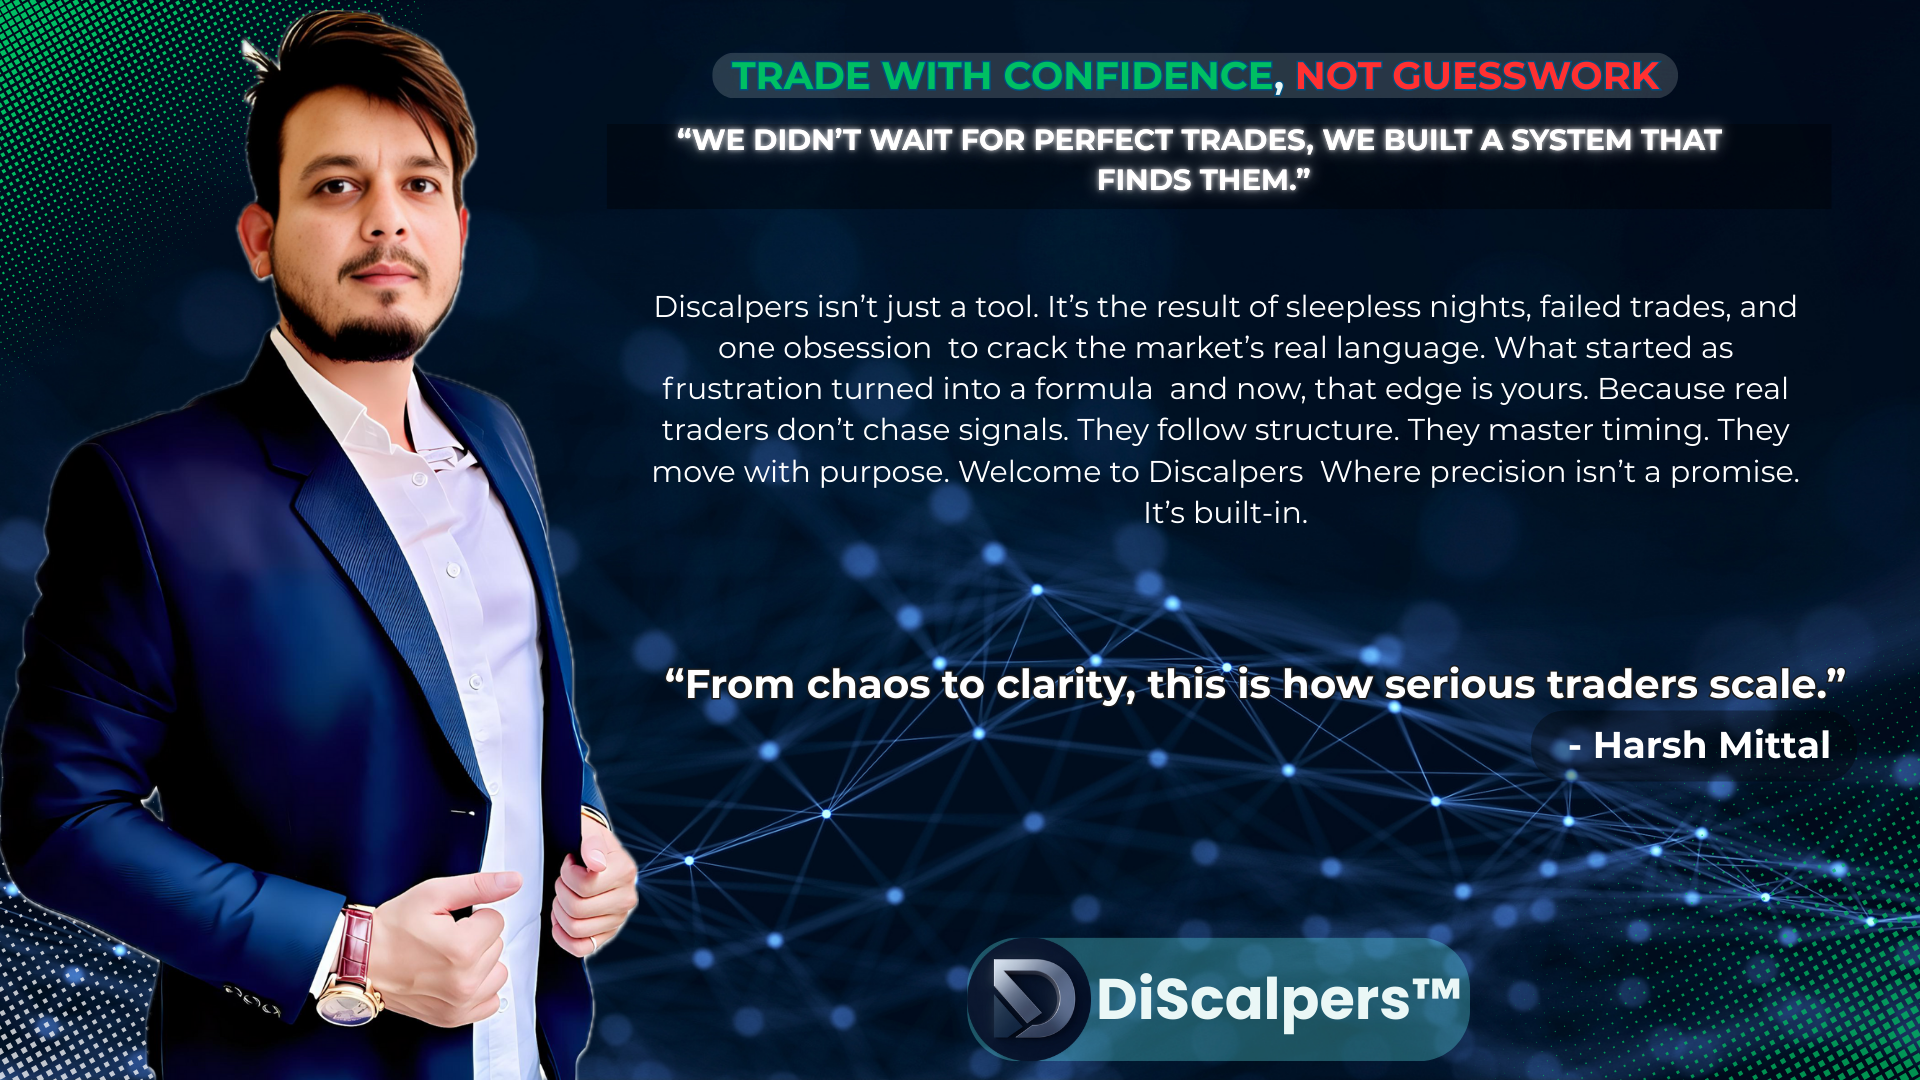 TRADE WITH CONFIDENCE, NOT GUESSWORK
“WE DIDN’T WAIT FOR PERFECT TRADES, WE BUILT A SYSTEM THAT
FINDS THEM.”
Discalpers isn’t just a tool. It’s the result of sleepless nights, failed trades, and
one obsession  to crack the market’s real language. What started as
frustration turned into a formula  and now, that edge is yours. Because real
traders don’t chase signals. They follow structure. They master timing. They
move with purpose. Welcome to Discalpers  Where precision isn’t a promise.
It’s built-in.
“From chaos to clarity, this is how serious traders scale.”
- Harsh Mittal
DiScalpers™